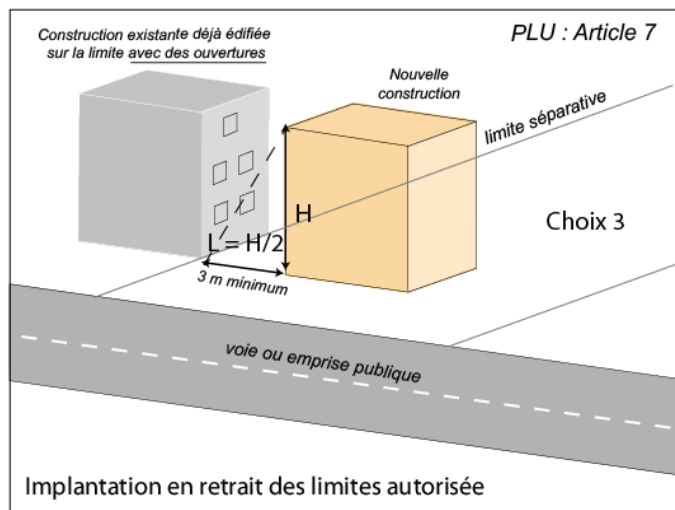 Construction existante déjà édifiée
sur la limite avec des ouvertures
PLU : Article 7
Nouvelle
construction
limite séparative
H
Choix 3
L = H/2
3 m minimum
voie ou emprise publique
Implantation en retrait des limites autorisée